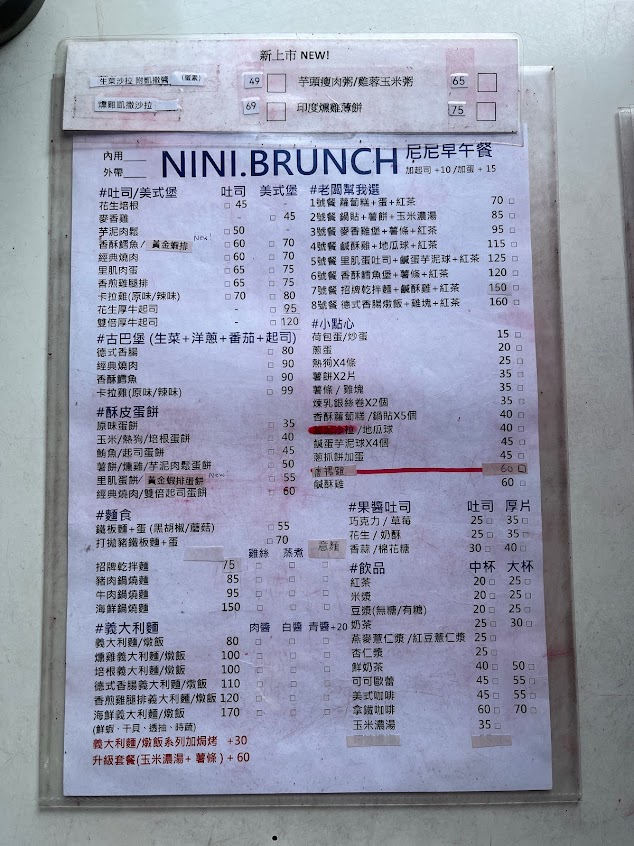 新上市 NEW!
生菜沙拉 附凱撒醬 (蛋素) 49 □ 芋頭瘦肉粥/雞蓉玉米粥 65 □
燻雞凱撒沙拉 69 □ 印度燻雞薄餅 75 □
內用___
外帶___
NINI.BRUNCH 尼尼早午餐
加起司 +10 /加蛋 + 15
#吐司/美式堡 吐司 美式堡
花生培根 □ 45 -
麥香雞 - □ 45
芋泥肉鬆 □ 50 -
香酥鱈魚/ 黃金蝦排 New! □ 60 □ 70
經典燒肉 □ 60 □ 70
里肌肉蛋 □ 65 □ 75
香煎雞腿排 □ 65 □ 75
卡拉雞(原味/辣味) □ 70 □ 80
花生厚牛起司 - □ 95
雙倍厚牛起司 - □ 120
#古巴堡 (生菜+洋蔥+番茄+起司)
德式香腸 □ 80
經典燒肉 □ 90
香酥鱈魚 □ 90
卡拉雞(原味/辣味) □ 99
#酥皮蛋餅
原味蛋餅 □ 35
玉米/熱狗/培根蛋餅 □ 40
鮪魚/起司蛋餅 □ 45
薯餅/燻雞/芋泥肉鬆蛋餅 □ 50
里肌蛋餅/ 黃金蝦排蛋餅 New □ 55
經典燒肉/雙倍起司蛋餅 □ 60
#麵食
鐵板麵+蛋 (黑胡椒/蘑菇) □ 55
打拋豬鐵板麵+蛋 □ 70
雞絲 蒸煮 意麵
招牌乾拌麵 75 □ □ □
豬肉鍋燒麵 85 □ □ □
牛肉鍋燒麵 95 □ □ □
海鮮鍋燒麵 150 □ □ □
#義大利麵 肉醬 白醬 青醬+20
義大利麵/燉飯 80 □ □ □
燻雞義大利麵/燉飯 100 □ □ □
培根義大利麵/燉飯 100 □ □ □
德式香腸義大利麵/燉飯 110 □ □ □
香煎雞腿排義大利麵/燉飯 120 □ □ □
海鮮義大利麵/燉飯 170 □ □ □
(鮮蝦、干貝、透抽、時蔬)
義大利麵/燉飯系列加焗烤 +30
升級套餐(玉米濃湯+ 薯條 ) + 60
#老闆幫我選
1號餐 蘿蔔糕+蛋+紅茶 70 □
2號餐 鍋貼+薯餅+玉米濃湯 85 □
3號餐 麥香雞堡+薯條+紅茶 95 □
4號餐 鹹酥雞+地瓜球+紅茶 115 □
5號餐 里肌蛋吐司+鹹蛋芋泥球+紅茶 125 □
6號餐 香酥鱈魚堡+薯條+紅茶 120 □
7號餐 招牌乾拌麵+鹹酥雞+紅茶 150 □
8號餐 德式香腸燉飯+雞塊+紅茶 160 □
#小點心
荷包蛋/炒蛋 15 □
蔥蛋 20 □
熱狗X4條 25 □
薯餅X2片 35 □
薯條 / 雞塊 35 □
煉乳銀絲卷X2個 35 □
香酥蘿蔔糕 /鍋貼X5個 40 □
/地瓜球 40 □
鹹蛋芋泥球X4個 45 □
蔥抓餅加蛋 45 □
60 □
鹹酥雞 60 □
#果醬吐司 吐司 厚片
巧克力 / 草莓 25 □ 35 □
花生 / 奶酥 25 □ 35 □
香蒜 /棉花糖 30 □ 40 □
#飲品 中杯 大杯
紅茶 20 □ 25 □
米漿 20 □ 25 □
豆漿(無糖/有糖) 20 □ 25 □
奶茶 25 □ 30 □
燕麥薏仁漿 /紅豆薏仁漿 25 □
杏仁漿 25 □
鮮奶茶 40 □ 50 □
可可歐蕾 45 □ 55 □
美式咖啡 45 □ 55 □
拿鐵咖啡 60 □ 70 □
玉米濃湯 35 □